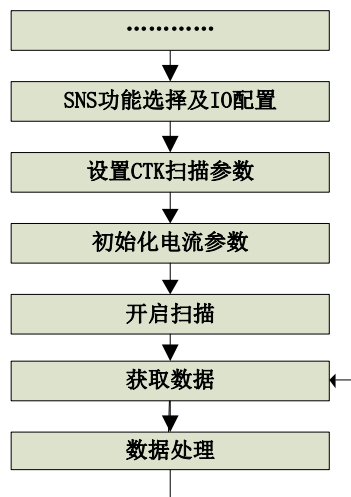 …………
SNS功能选择及IO配置
设置CTK扫描参数
初始化电流参数
开启扫描
获取数据
数据处理